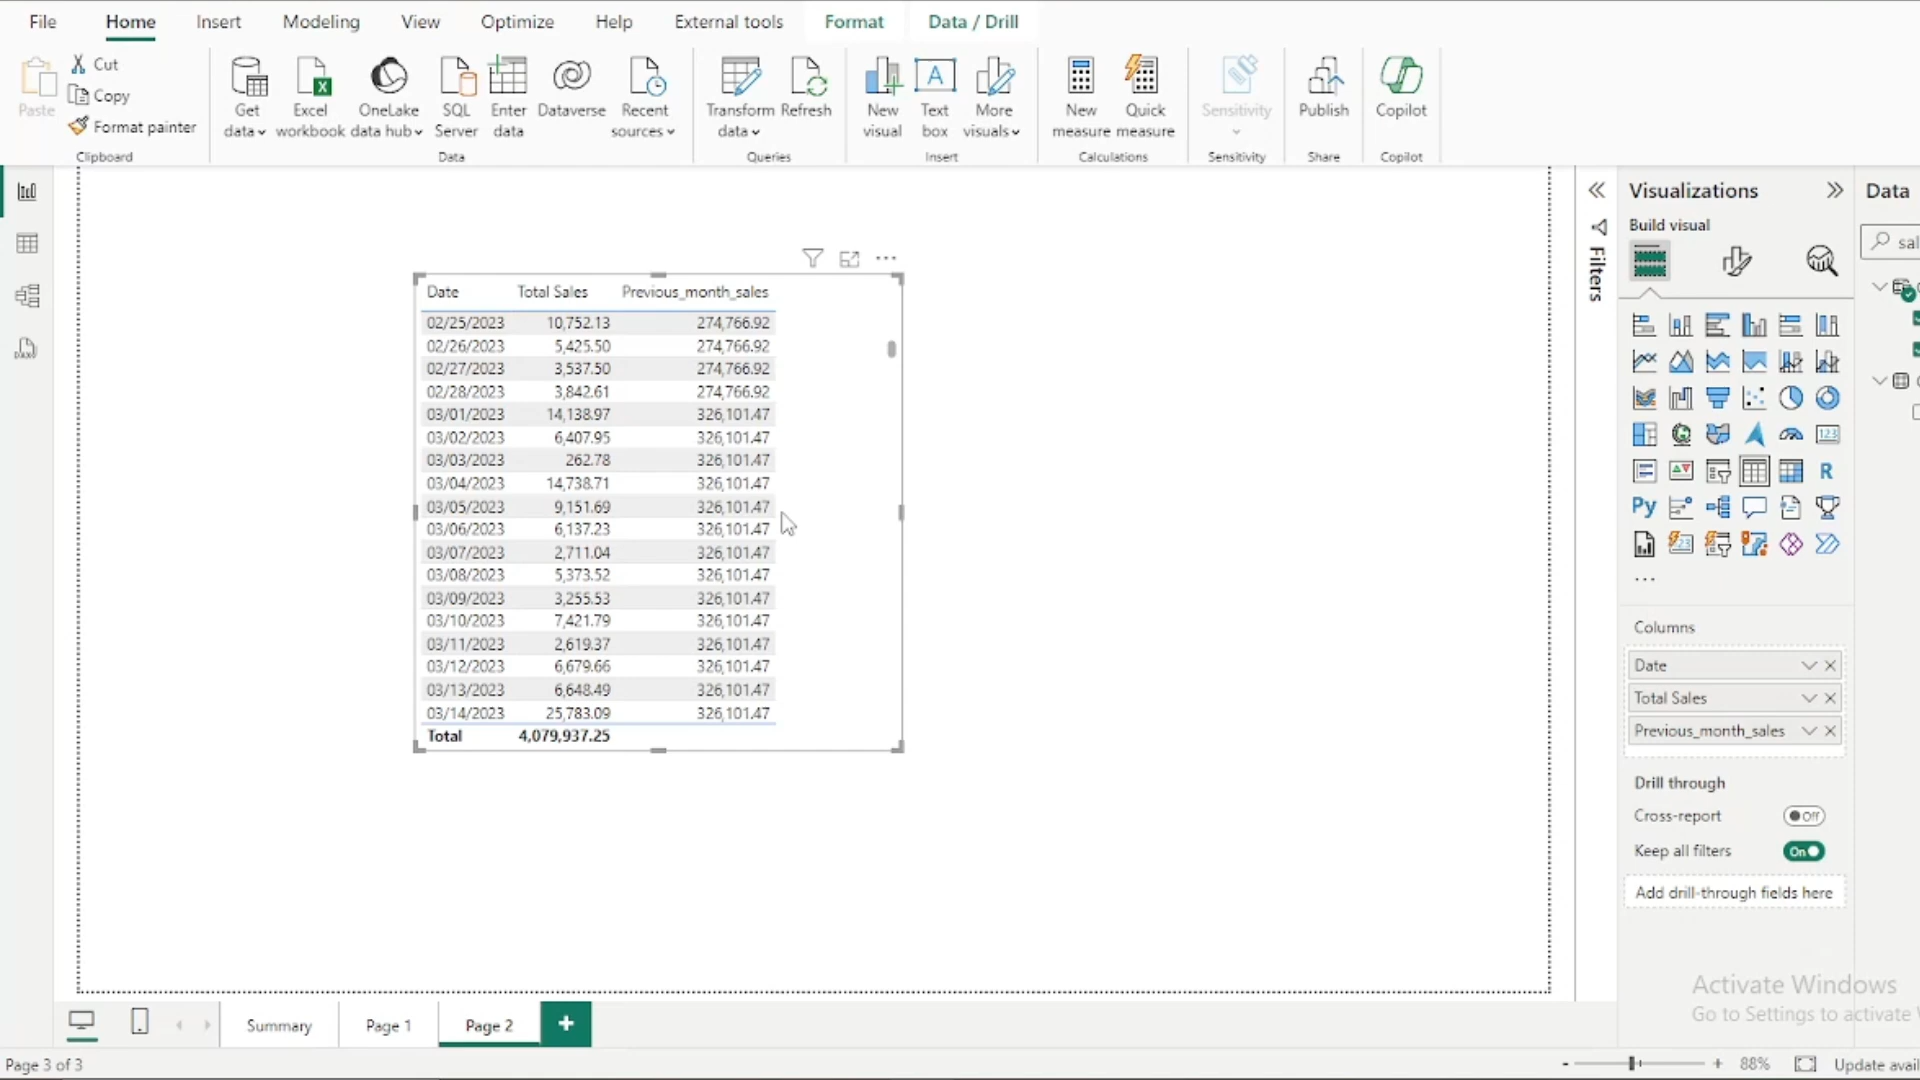 File Home Insert Modeling View Optimize Help External tools Format Data / Drill
Paste
Cut
Copy
Format painter
Clipboard
Get data
Excel workbook
OneLake data hub
SQL Server
Enter data
Dataverse
Recent sources
Data
Transform data
Refresh
Queries
New visual
Text box
More visuals
Insert
New measure
Quick measure
Calculations
Sensitivity
Sensitivity
Publish
Share
Copilot
Copilot
Date Total Sales Previous_month_sales
02/25/2023 10,752.13 274,766.92
02/26/2023 5,425.50 274,766.92
02/27/2023 3,537.50 274,766.92
02/28/2023 3,842.61 274,766.92
03/01/2023 14,138.97 326,101.47
03/02/2023 6,407.95 326,101.47
03/03/2023 262.78 326,101.47
03/04/2023 14,738.71 326,101.47
03/05/2023 9,151.69 326,101.47
03/06/2023 6,137.23 326,101.47
03/07/2023 2,711.04 326,101.47
03/08/2023 5,373.52 326,101.47
03/09/2023 3,255.53 326,101.47
03/10/2023 7,421.79 326,101.47
03/11/2023 2,619.37 326,101.47
03/12/2023 6,679.66 326,101.47
03/13/2023 6,648.49 326,101.47
03/14/2023 25,783.09 326,101.47
Total 4,079,937.25
Filters
Visualizations
Build visual
123
R
Py
Columns
Date
Total Sales
Previous_month_sales
Drill through
Cross-report Off
Keep all filters On
Add drill-through fields here
Data
sal
Activate Windows
Go to Settings to activate
Summary Page 1 Page 2 +
Page 3 of 3
- + 88% Update avail